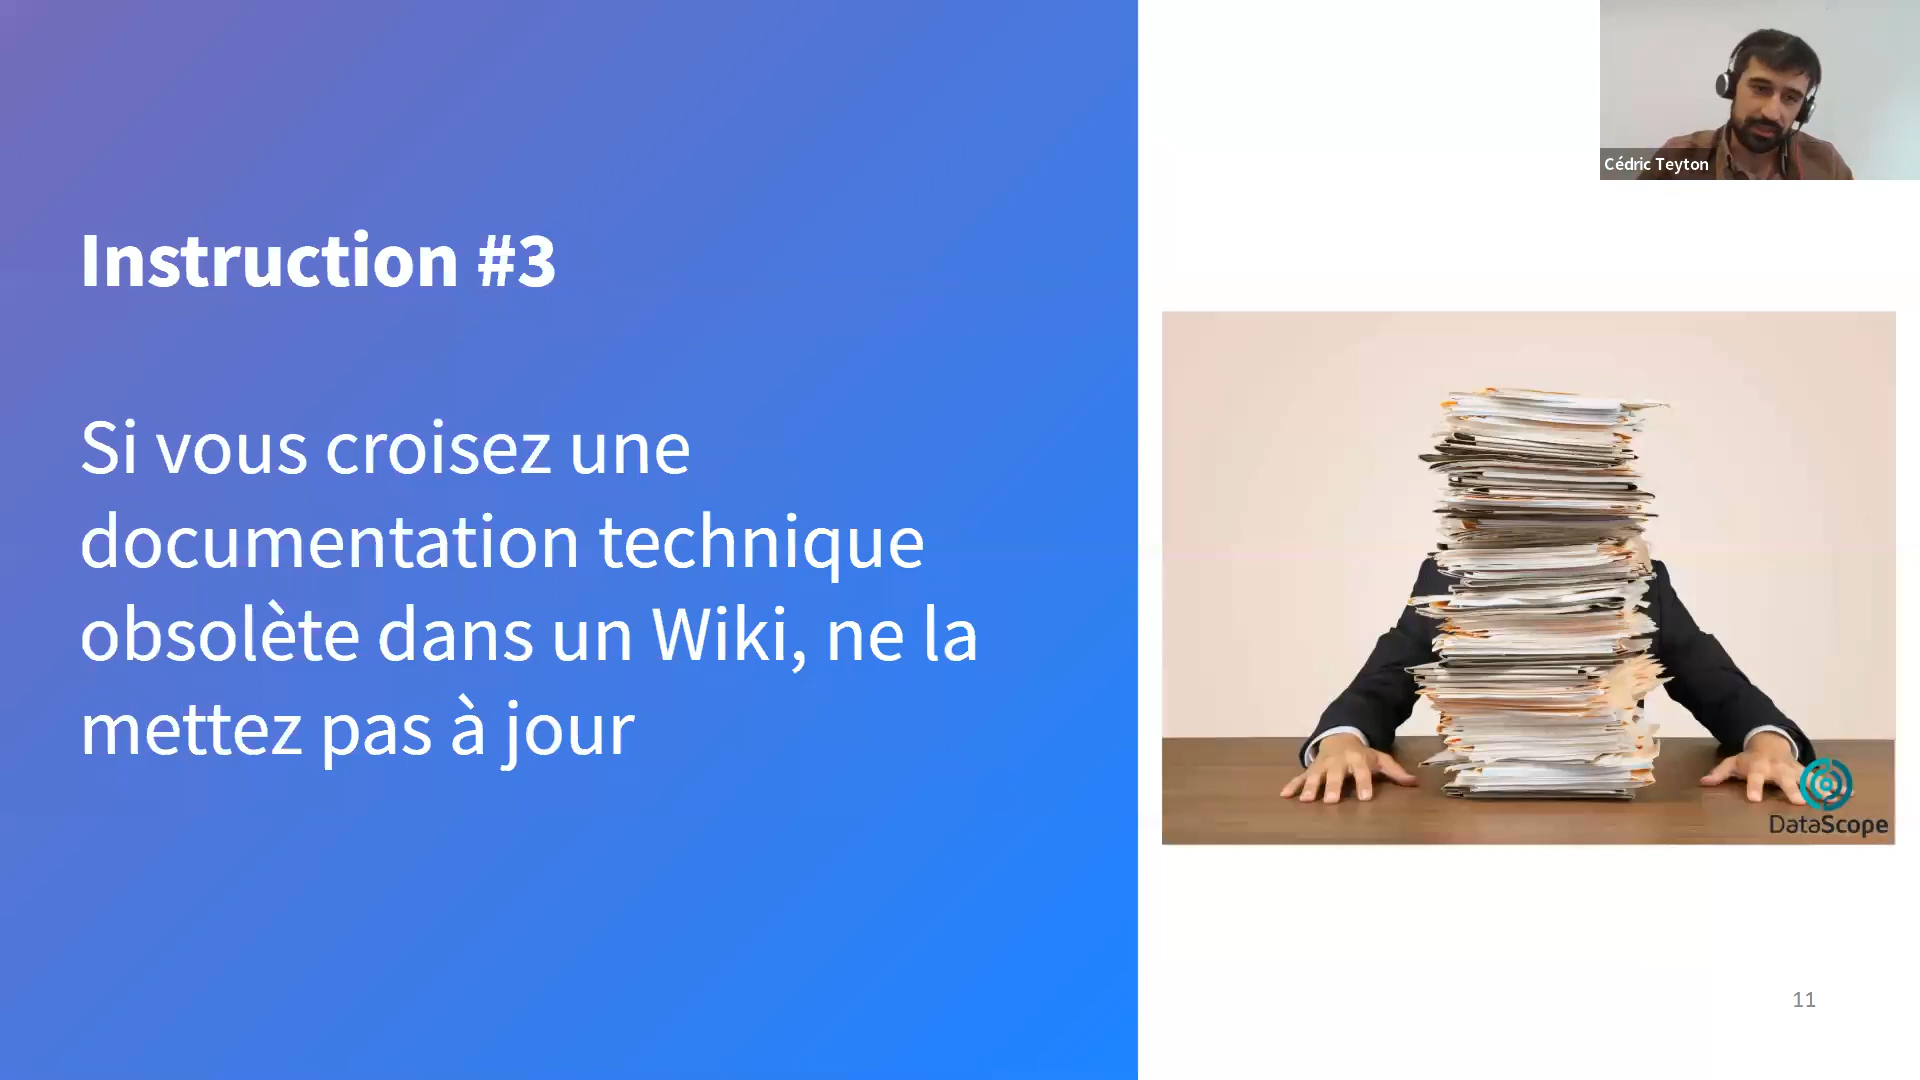 Instruction #3
Si vous croisez une
documentation technique
obsolète dans un Wiki, ne la
mettez pas à jour
Cédric Teyton
DataScope
11